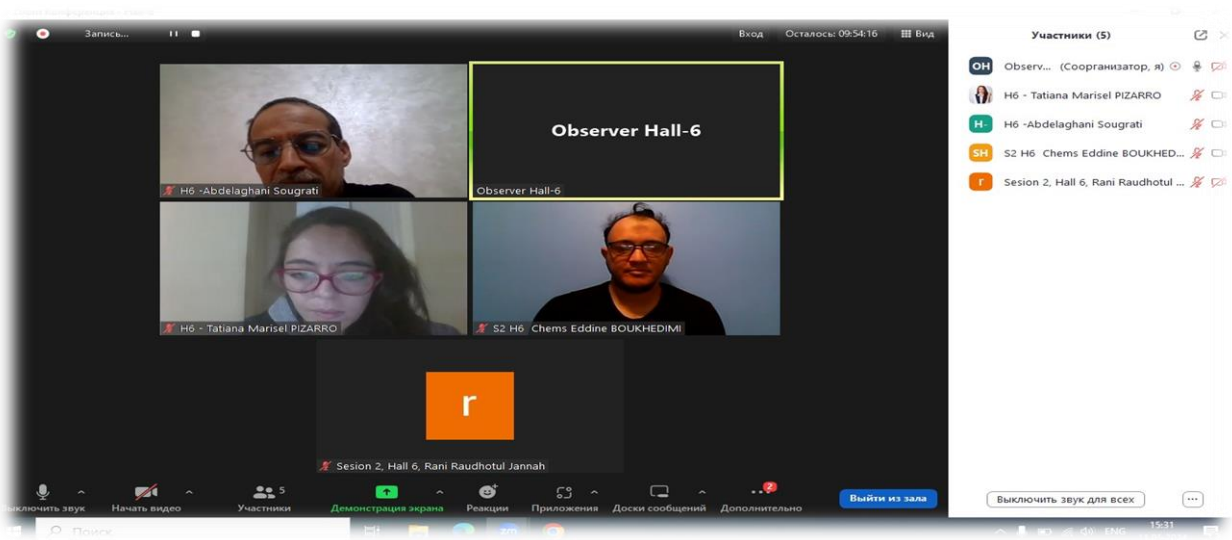 Запись...
Вход Осталось: 09:54:16 Вид
Участники (5)
Observ... (Соорганизатор, я)
H6 - Tatiana Marisel PIZARRO
H6 -Abdelaghani Sougrati
S2 H6 Chems Eddine BOUKHED...
Sesion 2, Hall 6, Rani Raudhotul ...
OH
H-
SH
r
H6 -Abdelaghani Sougrati
Observer Hall-6
Observer Hall-6
H6 - Tatiana Marisel PIZARRO
S2 H6 Chems Eddine BOUKHEDIMI
r
Sesion 2, Hall 6, Rani Raudhotul Jannah
ключить звук
Начать видео
5
Участники
Демонстрация экрана
Реакции
Приложения
Доски сообщений
2
Дополнительно
Выйти из зала
Выключить звук для всех
Поиск
ENG
15:31